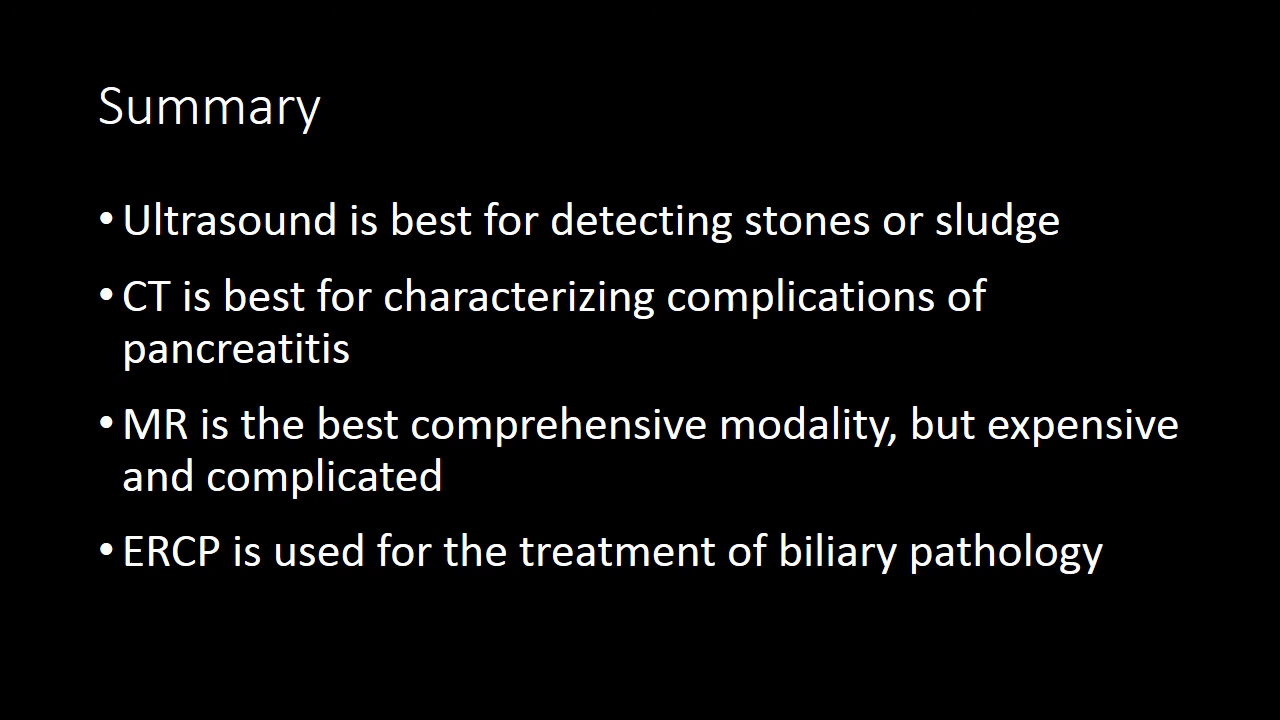 Summary
• Ultrasound is best for detecting stones or sludge
• CT is best for characterizing complications of
pancreatitis
• MR is the best comprehensive modality, but expensive
and complicated
• ERCP is used for the treatment of biliary pathology